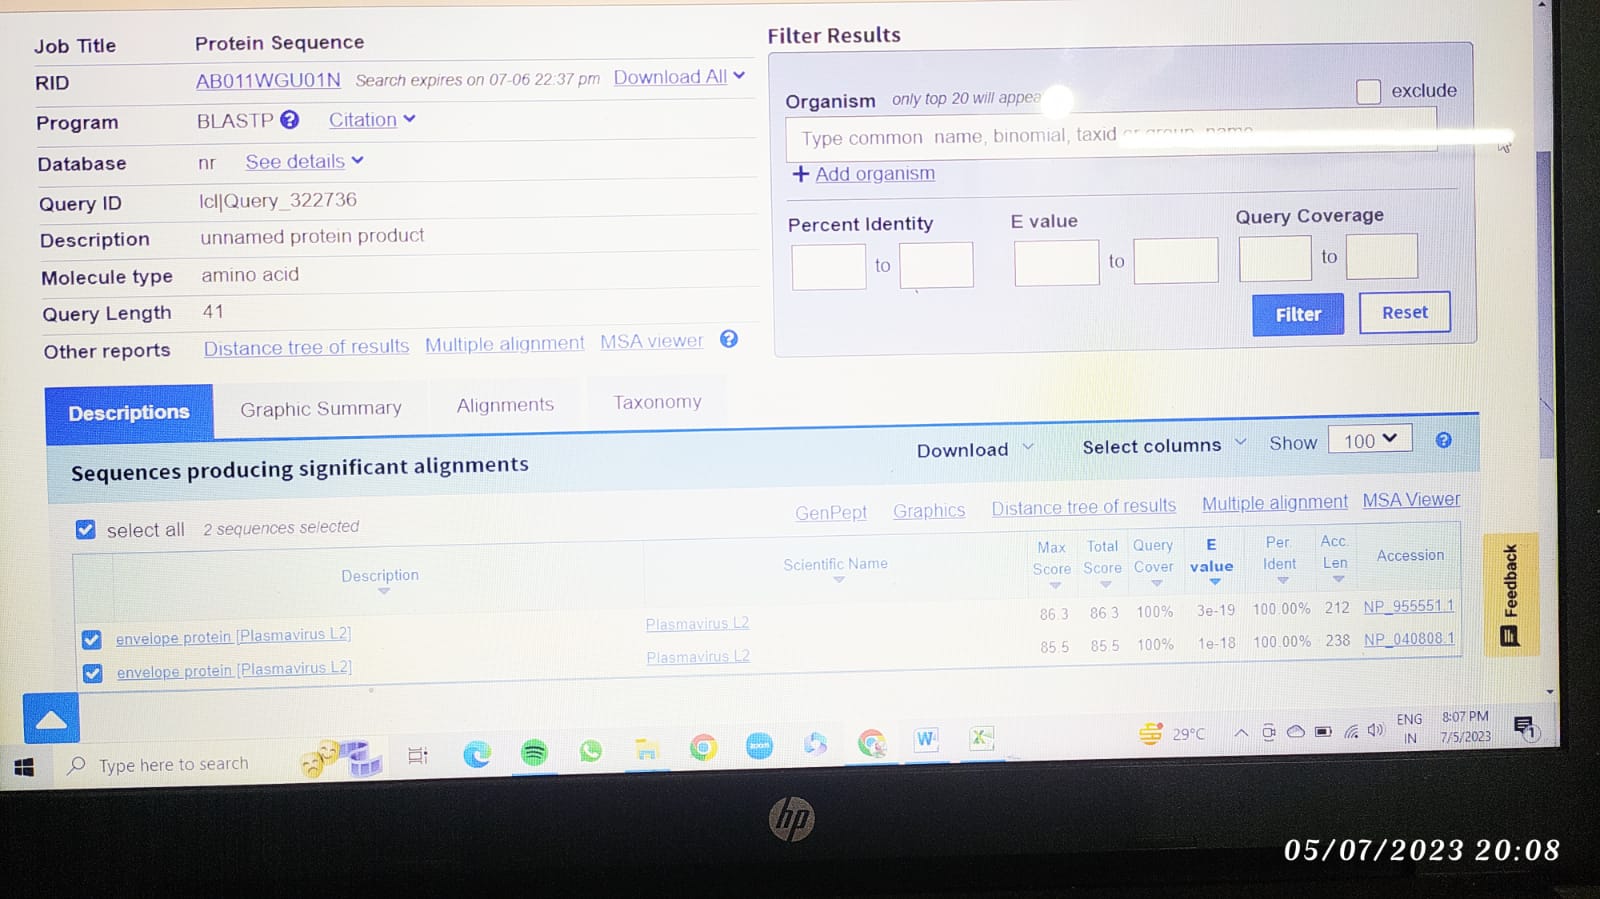 Job Title Protein Sequence
RID AB011WGU01N Search expires on 07-06 22:37 pm Download All
Program BLASTP ? Citation
Database nr See details
Query ID lcl|Query_322736
Description unnamed protein product
Molecule type amino acid
Query Length 41
Other reports Distance tree of results Multiple alignment MSA viewer ?
Filter Results
Organism only top 20 will appea
exclude
Type common name, binomial, taxid or group name
+ Add organism
Percent Identity E value Query Coverage
to to to
Filter Reset
Descriptions Graphic Summary Alignments Taxonomy
Sequences producing significant alignments Download Select columns Show 100 ?
select all 2 sequences selected GenPept Graphics Distance tree of results Multiple alignment MSA Viewer
Description Scientific Name Max Score Total Score Query Cover E value Per. Ident Acc. Len Accession
envelope protein [Plasmavirus L2] Plasmavirus L2 86.3 86.3 100% 3e-19 100.00% 212 NP_955551.1
envelope protein [Plasmavirus L2] Plasmavirus L2 85.5 85.5 100% 1e-18 100.00% 238 NP_040808.1
Feedback
Type here to search
zoom
W
X
29°C
ENG
IN
8:07 PM
7/5/2023
1
hp
05/07/2023 20:08